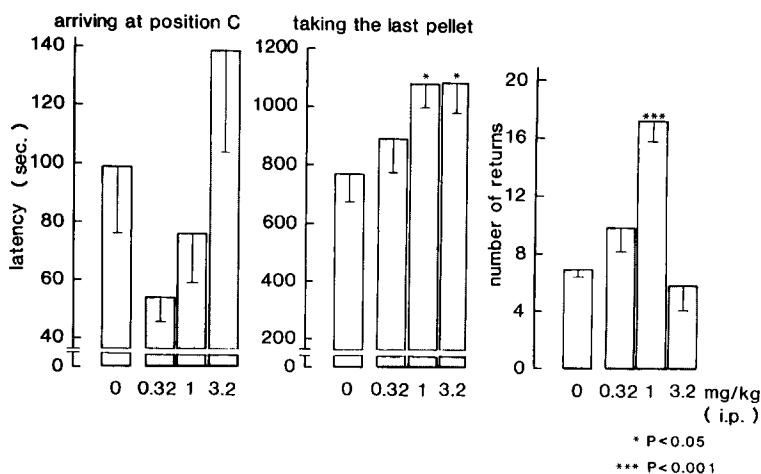 arriving at position C
taking the last pellet
latency ( sec. )
140
120
100
80
60
40
0
0 0.32 1 3.2
1200
1000
800
600
400
200
0
* *
0 0.32 1 3.2
number of returns
20
16
12
8
4
0
***
0 0.32 1 3.2 mg/kg
( i.p. )
* P<0.05
*** P<0.001